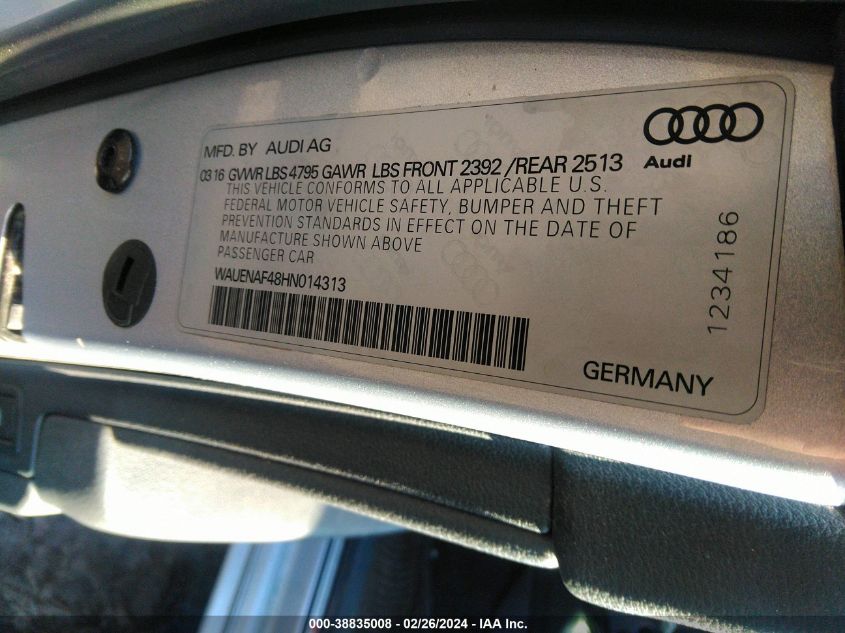 MFD. BY AUDI AG
03 16 GVWR LBS 4795 GAWR LBS FRONT 2392 /REAR 2513
THIS VEHICLE CONFORMS TO ALL APPLICABLE U.S.
FEDERAL MOTOR VEHICLE SAFETY, BUMPER AND THEFT
PREVENTION STANDARDS IN EFFECT ON THE DATE OF
MANUFACTURE SHOWN ABOVE
PASSENGER CAR
WAUENAF48HN014313
Audi
1234186
GERMANY
000-38835008 - 02/26/2024 - IAA Inc.